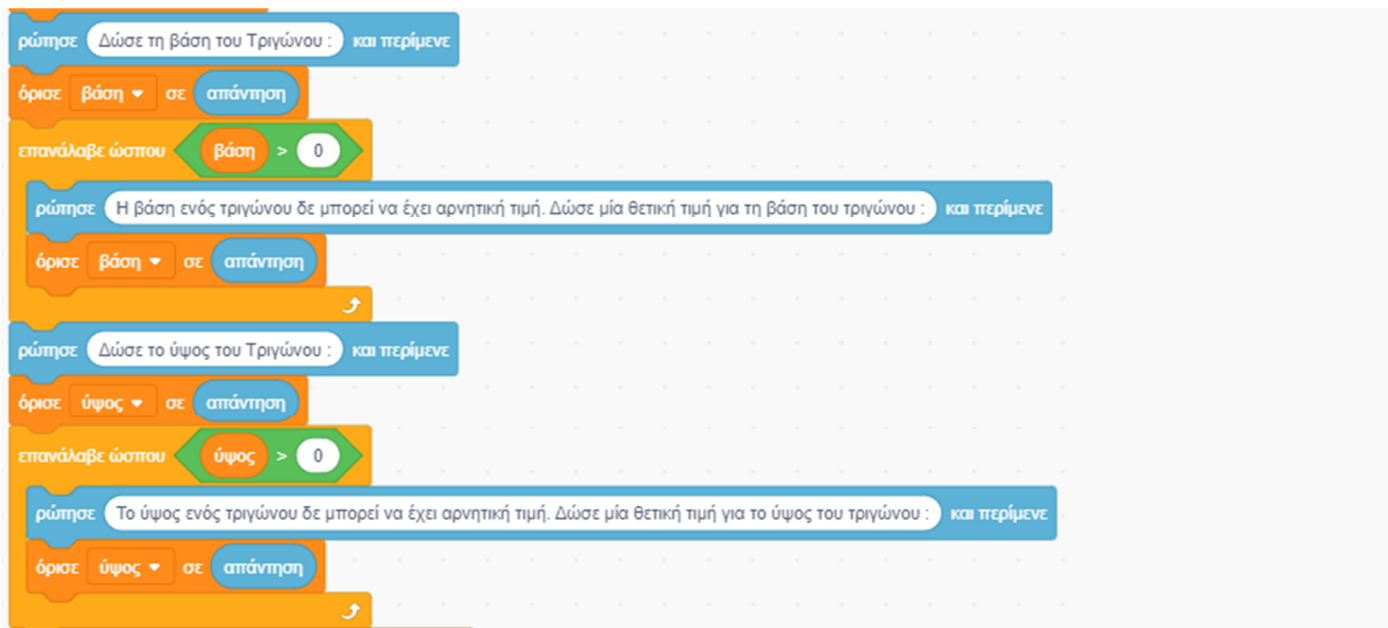 ρώτησε Δώσε τη βάση του Τριγώνου : και περίμενε
όρισε βάση σε απάντηση
επανάλαβε ώσπου βάση > 0
ρώτησε Η βάση ενός τριγώνου δε μπορεί να έχει αρνητική τιμή. Δώσε μία θετική τιμή για τη βάση του τριγώνου : και περίμενε
όρισε βάση σε απάντηση
ρώτησε Δώσε το ύψος του Τριγώνου : και περίμενε
όρισε ύψος σε απάντηση
επανάλαβε ώσπου ύψος > 0
ρώτησε Το ύψος ενός τριγώνου δε μπορεί να έχει αρνητική τιμή. Δώσε μία θετική τιμή για το ύψος του τριγώνου : και περίμενε
όρισε ύψος σε απάντηση